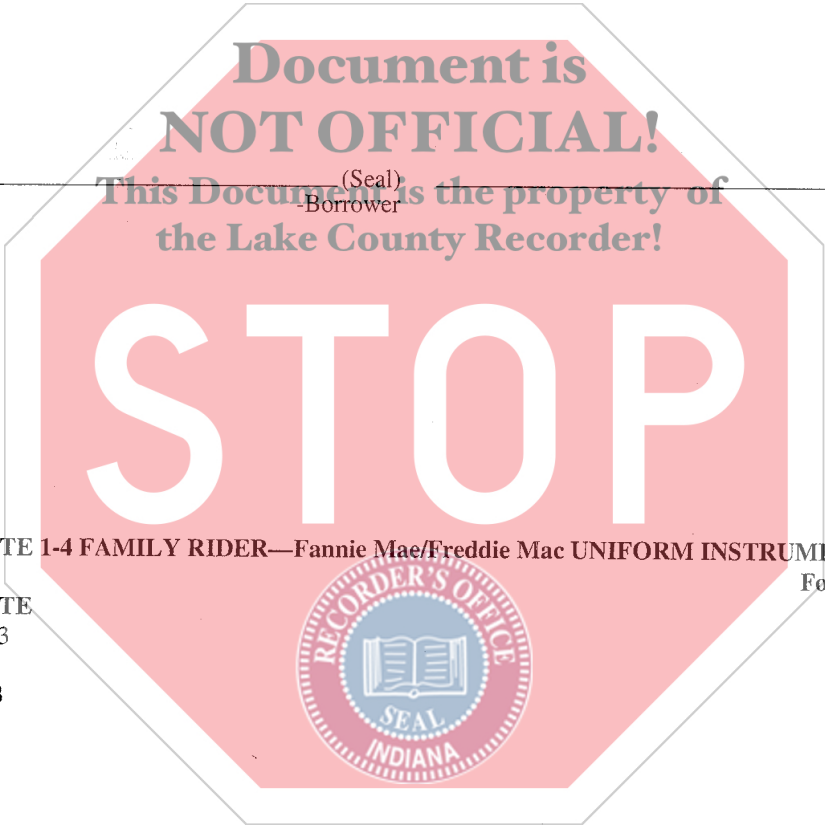 Document is
NOT OFFICIAL!
(Seal)
This Document is the property of
-Borrower
the Lake County Recorder!
STOP
TE 1-4 FAMILY RIDER—Fannie Mae/Freddie Mac UNIFORM INSTRUM
Fo
TE
3
RECORDER'S OFFICE
SEAL
INDIANA